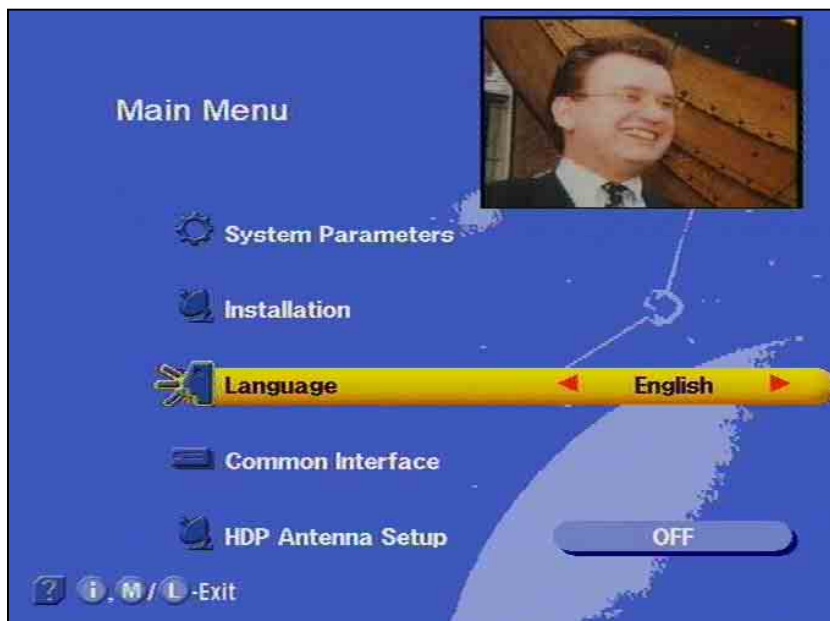 Main Menu
System Parameters
Installation
Language English
Common Interface
HDP Antenna Setup OFF
? i, M / L -Exit